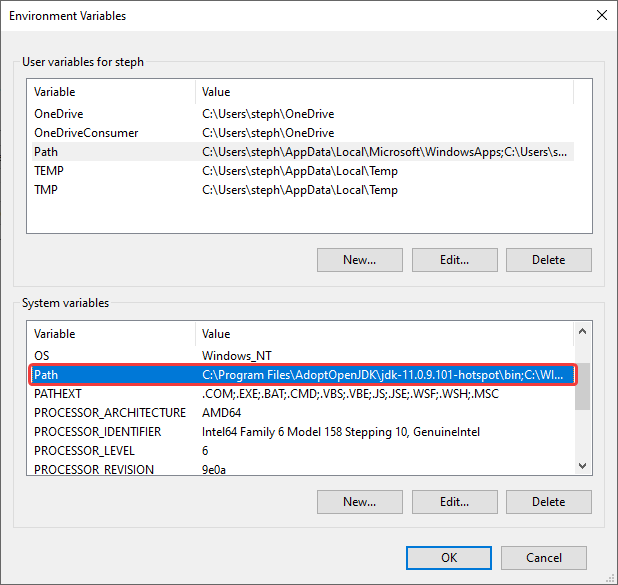 Environment Variables
User variables for steph
Variable Value
OneDrive C:\Users\steph\OneDrive
OneDriveConsumer C:\Users\steph\OneDrive
Path C:\Users\steph\AppData\Local\Microsoft\WindowsApps;C:\Users\s...
TEMP C:\Users\steph\AppData\Local\Temp
TMP C:\Users\steph\AppData\Local\Temp
New... Edit... Delete
System variables
Variable Value
OS Windows_NT
Path C:\Program Files\AdoptOpenJDK\jdk-11.0.9.101-hotspot\bin;C:\WI...
PATHEXT .COM;.EXE;.BAT;.CMD;.VBS;.VBE;.JS;.JSE;.WSF;.WSH;.MSC
PROCESSOR_ARCHITECTURE AMD64
PROCESSOR_IDENTIFIER Intel64 Family 6 Model 158 Stepping 10, GenuineIntel
PROCESSOR_LEVEL 6
PROCESSOR_REVISION 9e0a
New... Edit... Delete
OK Cancel